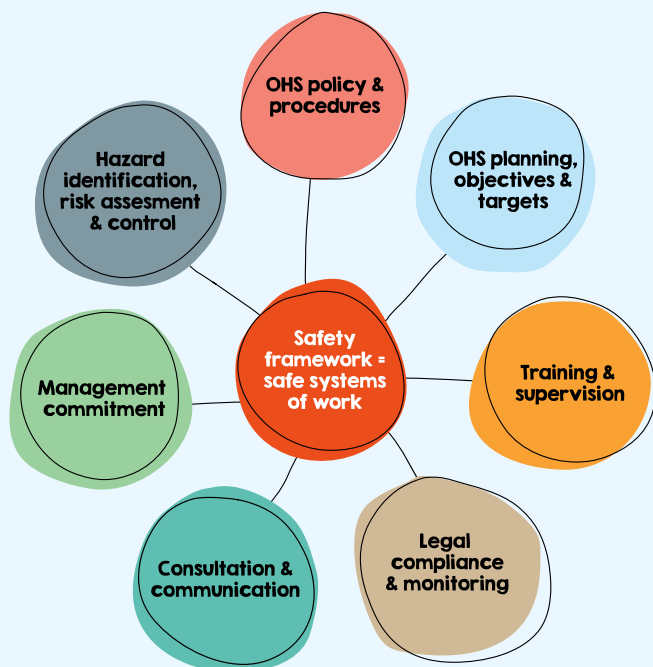 OHS policy &
procedures
OHS planning,
objectives &
targets
Training &
supervision
Legal
compliance
& monitoring
Consultation &
communication
Management
commitment
Hazard
identification,
risk assesment
& control
Safety
framework =
safe systems
of work